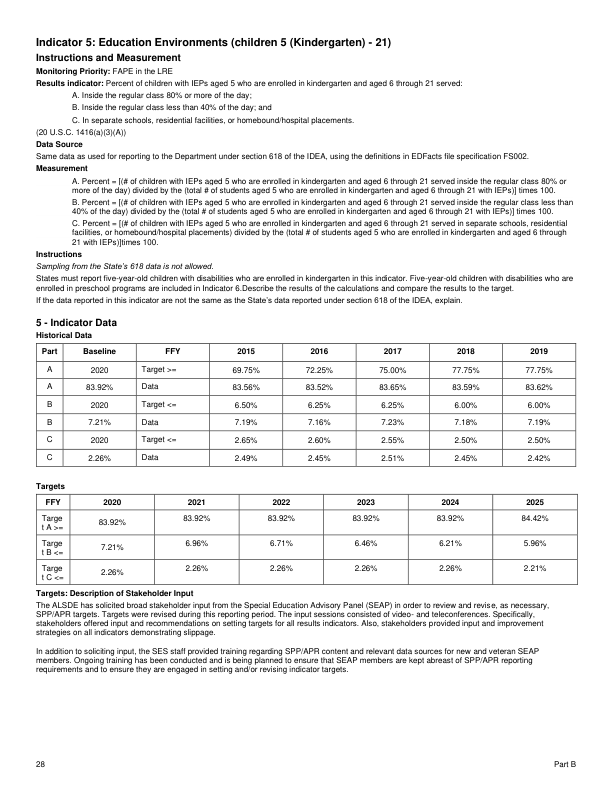 Indicator 5: Education Environments (children 5 (Kindergarten) - 21)
Instructions and Measurement
Monitoring Priority: FAPE in the LRE
Results indicator: Percent of children with IEPs aged 5 who are enrolled in kindergarten and aged 6 through 21 served:
A. Inside the regular class 80% or more of the day;
B. Inside the regular class less than 40% of the day; and
C. In separate schools, residential facilities, or homebound/hospital placements.
(20 U.S.C. 1416(a)(3)(A))
Data Source
Same data as used for reporting to the Department under section 618 of the IDEA, using the definitions in EDFacts file specification FS002.
Measurement
A. Percent = [(# of children with IEPs aged 5 who are enrolled in kindergarten and aged 6 through 21 served inside the regular class 80% or
more of the day) divided by the (total # of students aged 5 who are enrolled in kindergarten and aged 6 through 21 with IEPs)] times 100.
B. Percent = [(# of children with IEPs aged 5 who are enrolled in kindergarten and aged 6 through 21 served inside the regular class less than
40% of the day) divided by the (total # of students aged 5 who are enrolled in kindergarten and aged 6 through 21 with IEPs)] times 100.
C. Percent = [(# of children with IEPs aged 5 who are enrolled in kindergarten and aged 6 through 21 served in separate schools, residential
facilities, or homebound/hospital placements) divided by the (total # of students aged 5 who are enrolled in kindergarten and aged 6 through
21 with IEPs)]times 100.
Instructions
Sampling from the State's 618 data is not allowed.
States must report five-year-old children with disabilities who are enrolled in kindergarten in this indicator. Five-year-old children with disabilities who are
enrolled in preschool programs are included in Indicator 6.Describe the results of the calculations and compare the results to the target.
If the data reported in this indicator are not the same as the State's data reported under section 618 of the IDEA, explain.
5 - Indicator Data
Historical Data
Part Baseline FFY 2015 2016 2017 2018 2019
A 2020 Target >= 69.75% 72.25% 75.00% 77.75% 77.75%
A 83.92% Data 83.56% 83.52% 83.65% 83.59% 83.62%
B 2020 Target <= 6.50% 6.25% 6.25% 6.00% 6.00%
B 7.21% Data 7.19% 7.16% 7.23% 7.18% 7.19%
C 2020 Target <= 2.65% 2.60% 2.55% 2.50% 2.50%
C 2.26% Data 2.49% 2.45% 2.51% 2.45% 2.42%
Targets
FFY 2020 2021 2022 2023 2024 2025
Targe
t A >= 83.92% 83.92% 83.92% 83.92% 83.92% 84.42%
Targe
t B <= 7.21% 6.96% 6.71% 6.46% 6.21% 5.96%
Targe
t C <= 2.26% 2.26% 2.26% 2.26% 2.26% 2.21%
Targets: Description of Stakeholder Input
The ALSDE has solicited broad stakeholder input from the Special Education Advisory Panel (SEAP) in order to review and revise, as necessary,
SPP/APR targets. Targets were revised during this reporting period. The input sessions consisted of video- and teleconferences. Specifically,
stakeholders offered input and recommendations on setting targets for all results indicators. Also, stakeholders provided input and improvement
strategies on all indicators demonstrating slippage.
In addition to soliciting input, the SES staff provided training regarding SPP/APR content and relevant data sources for new and veteran SEAP
members. Ongoing training has been conducted and is being planned to ensure that SEAP members are kept abreast of SPP/APR reporting
requirements and to ensure they are engaged in setting and/or revising indicator targets.
28 Part B